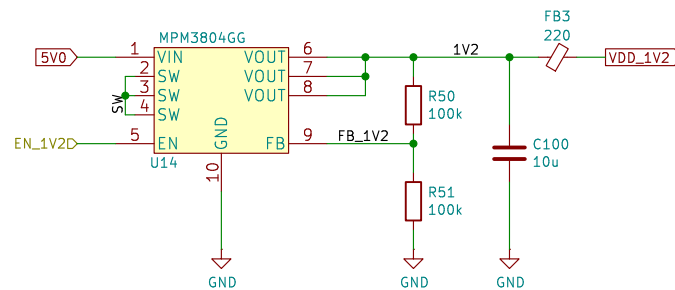 MPM3804GG
FB3
220
5V0
1
VIN
VOUT
6
1V2
VDD_1V2
2
SW
VOUT
7
3
SW
VOUT
8
SW
4
SW
R50
100k
EN_1V2
5
EN
GND
FB
9
FB_1V2
C100
10u
U14
10
R51
100k
GND
GND
GND